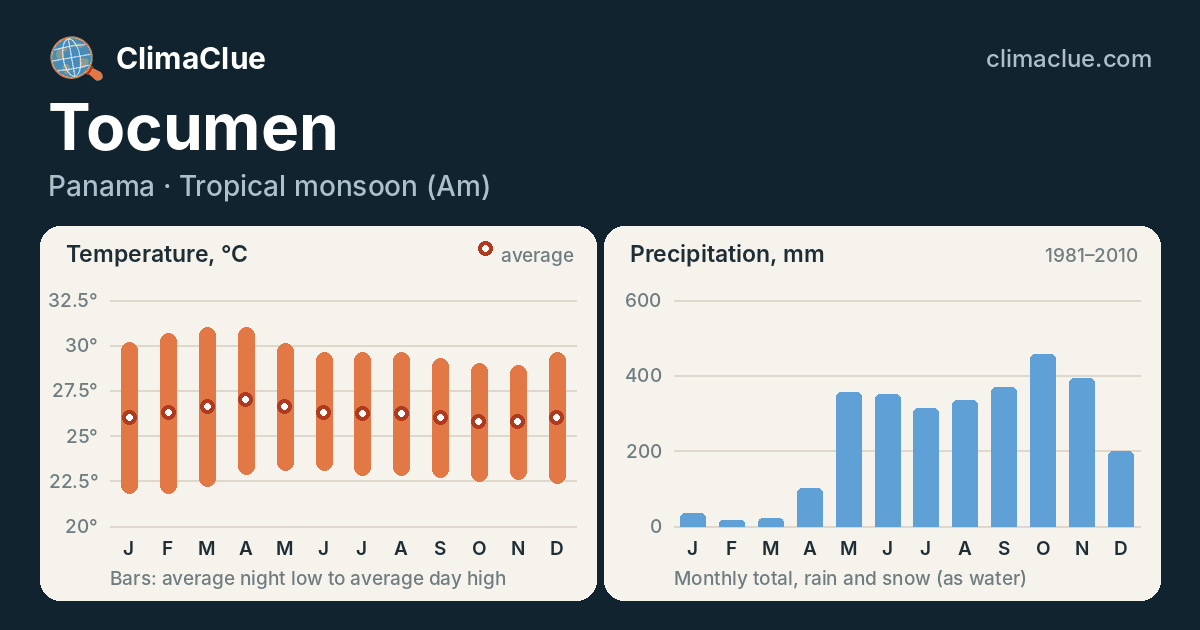 ClimaClue
climaclue.com
Tocumen
Panama · Tropical monsoon (Am)
Temperature, °C
average
32.5°
30°
27.5°
25°
22.5°
20°
J F M A M J J A S O N D
Bars: average night low to average day high
Precipitation, mm
1981–2010
600
400
200
0
J F M A M J J A S O N D
Monthly total, rain and snow (as water)